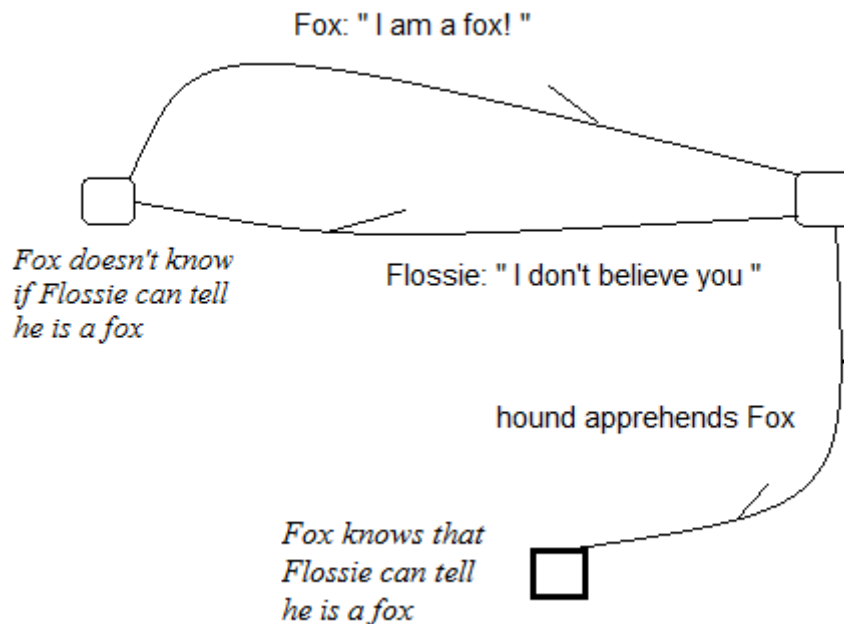 Fox: " I am a fox! "
Fox doesn't know
if Flossie can tell
he is a fox
Flossie: " I don't believe you "
hound apprehends Fox
Fox knows that
Flossie can tell
he is a fox